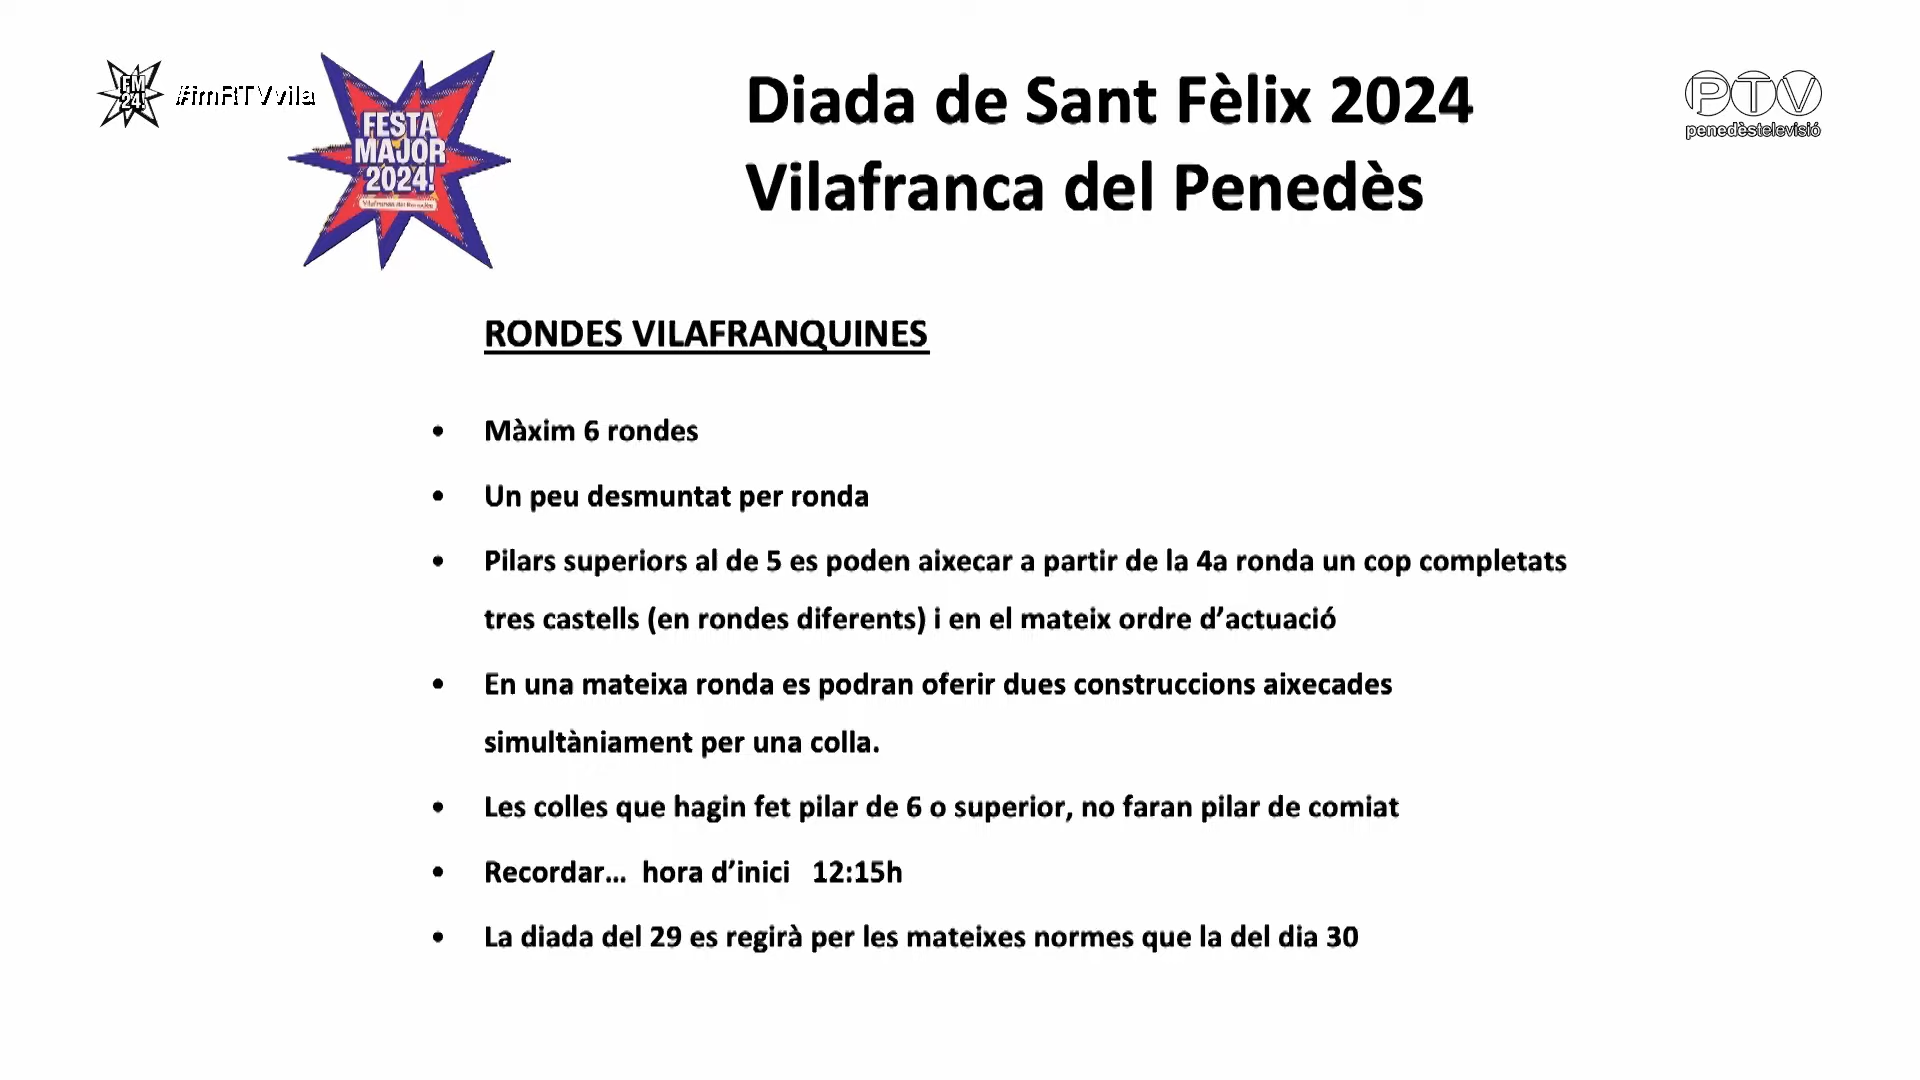 FM
24!
#fmRTVvila
FESTA
MAJOR
2024!
Vilafranca del Penedès
Diada de Sant Fèlix 2024
Vilafranca del Penedès
PTV
penedèstelevisió
RONDES VILAFRANQUINES
• Màxim 6 rondes
• Un peu desmuntat per ronda
• Pilars superiors al de 5 es poden aixecar a partir de la 4a ronda un cop completats
tres castells (en rondes diferents) i en el mateix ordre d’actuació
• En una mateixa ronda es podran oferir dues construccions aixecades
simultàniament per una colla.
• Les colles que hagin fet pilar de 6 o superior, no faran pilar de comiat
• Recordar... hora d’inici 12:15h
• La diada del 29 es regirà per les mateixes normes que la del dia 30